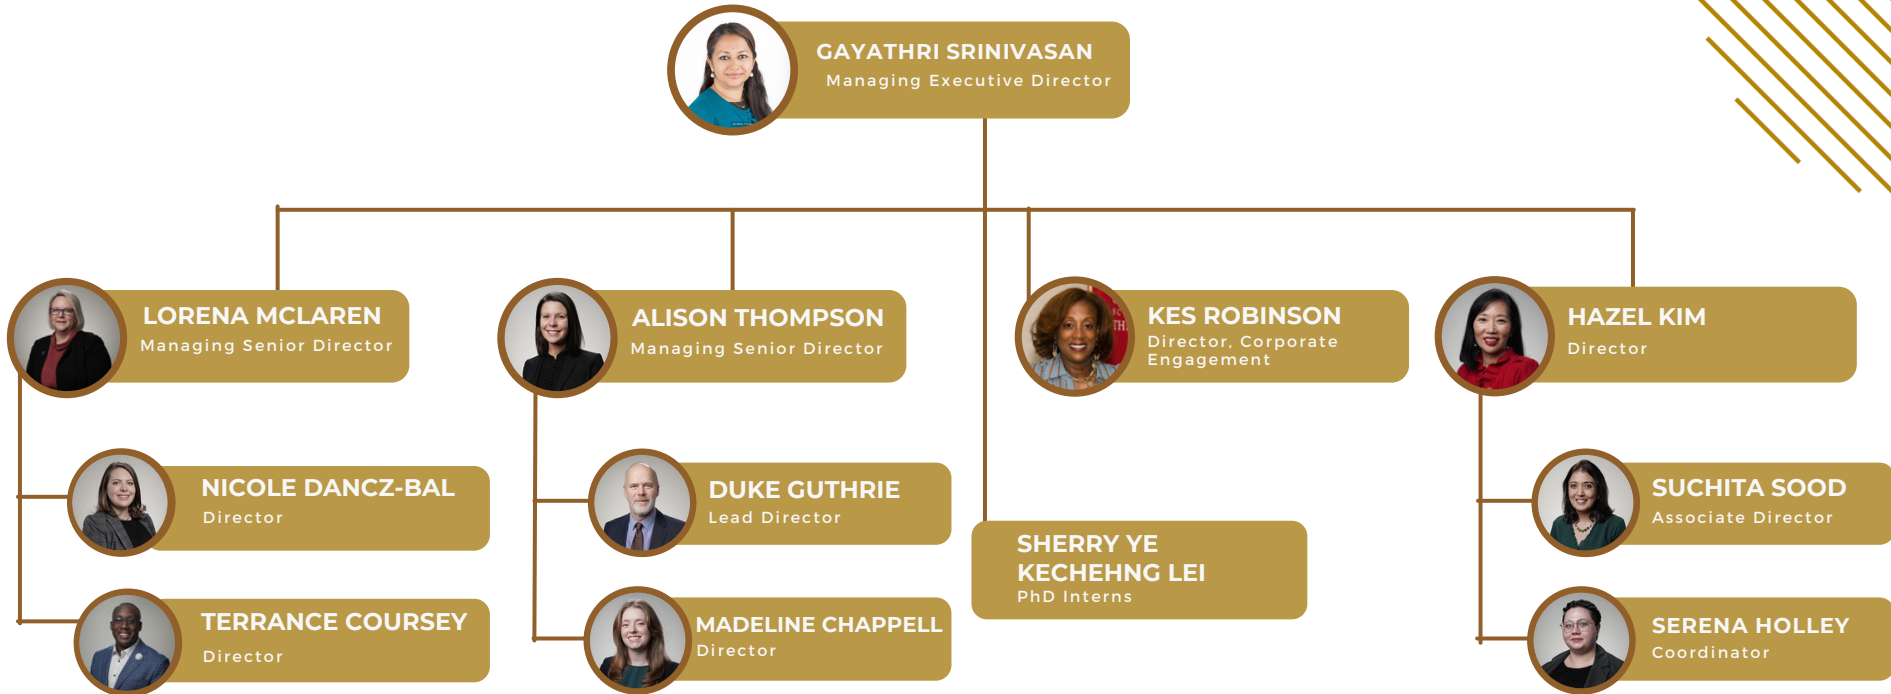 GAYATHRI SRINIVASAN
Managing Executive Director
LORENA MCLAREN
Managing Senior Director
ALISON THOMPSON
Managing Senior Director
KES ROBINSON
Director, Corporate
Engagement
HAZEL KIM
Director
NICOLE DANCZ-BAL
Director
DUKE GUTHRIE
Lead Director
SUCHITA SOOD
Associate Director
SHERRY YE
KECHEHNG LEI
PhD Interns
TERRANCE COURSEY
Director
MADELINE CHAPPELL
Director
SERENA HOLLEY
Coordinator